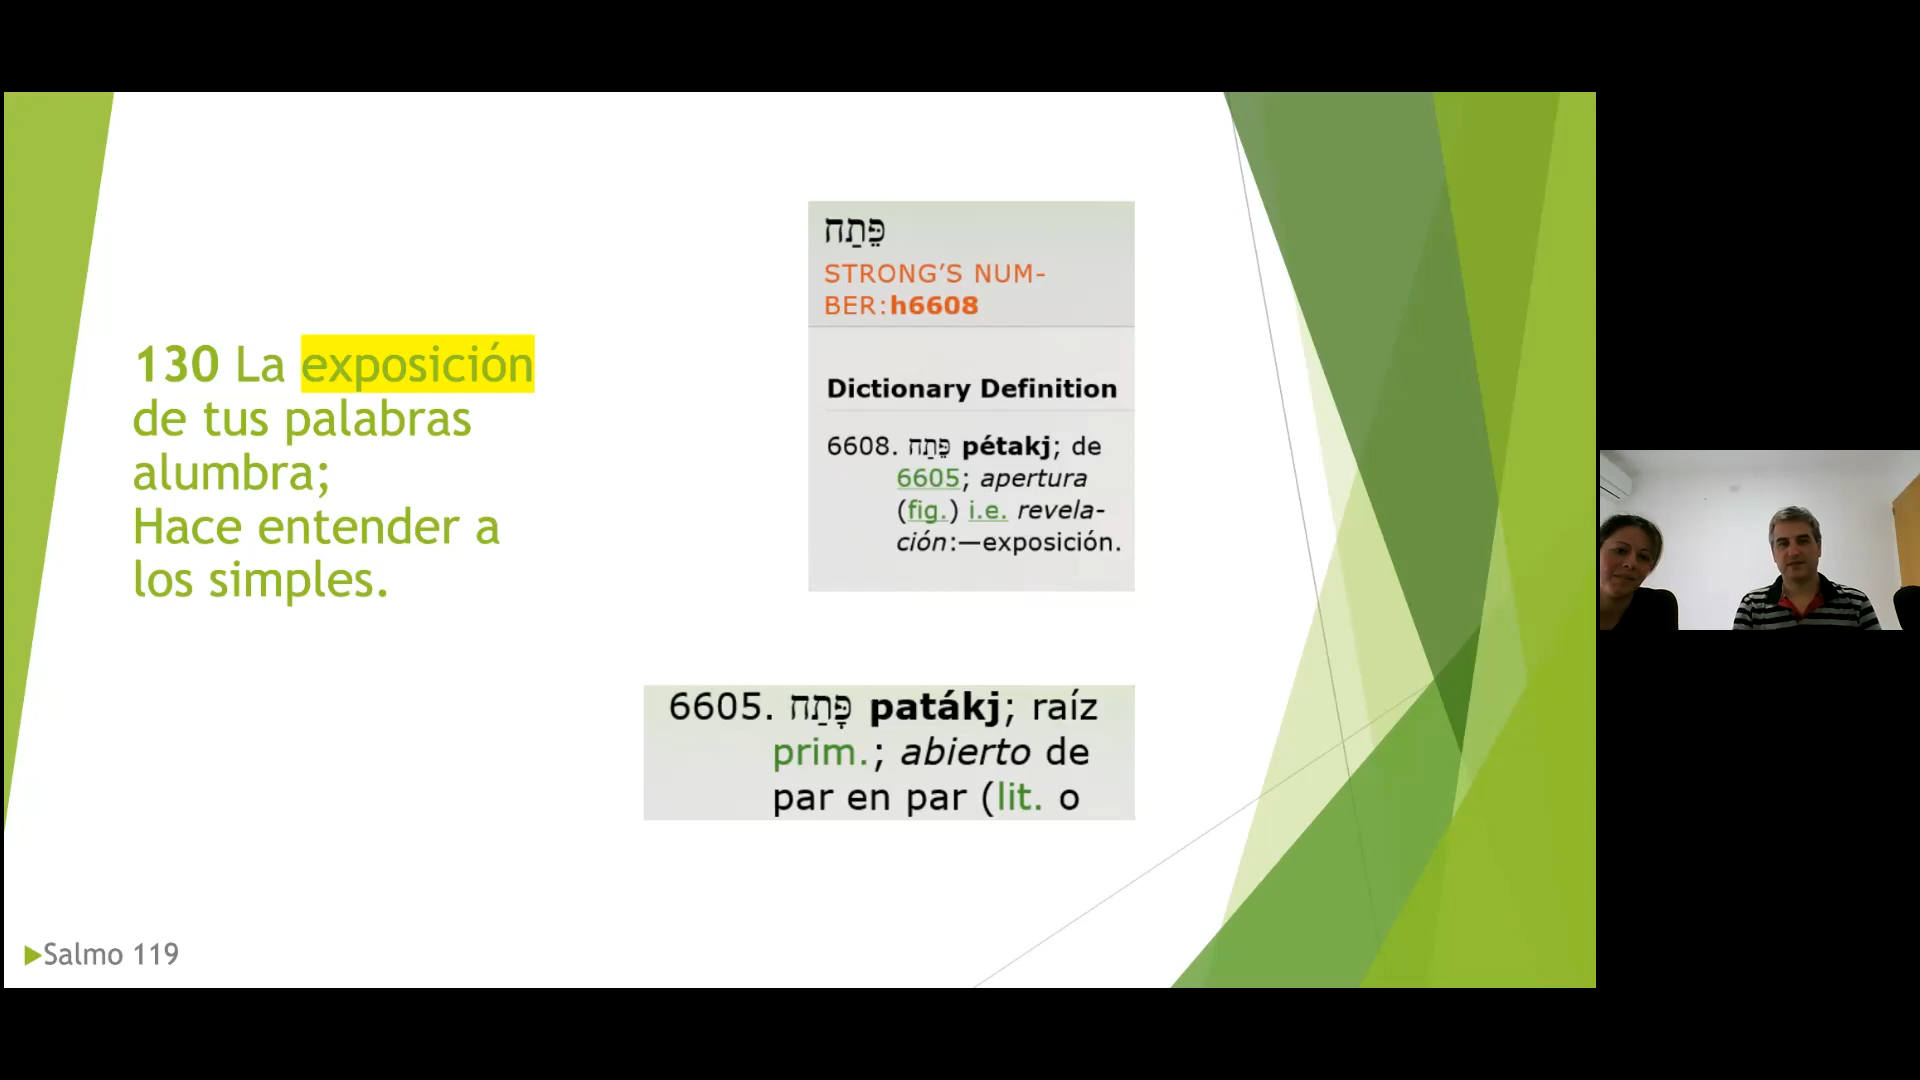 130 La exposición
de tus palabras
alumbra;
Hace entender a
los simples.
פֵּתַח
STRONG’S NUM-
BER:h6608
Dictionary Definition
6608. פֵּתַח pétakj; de
6605; apertura
(fig.) i.e. revela-
ción:—exposición.
6605. פָּתַח patákj; raíz
prim.; abierto de
par en par (lit. o
Salmo 119